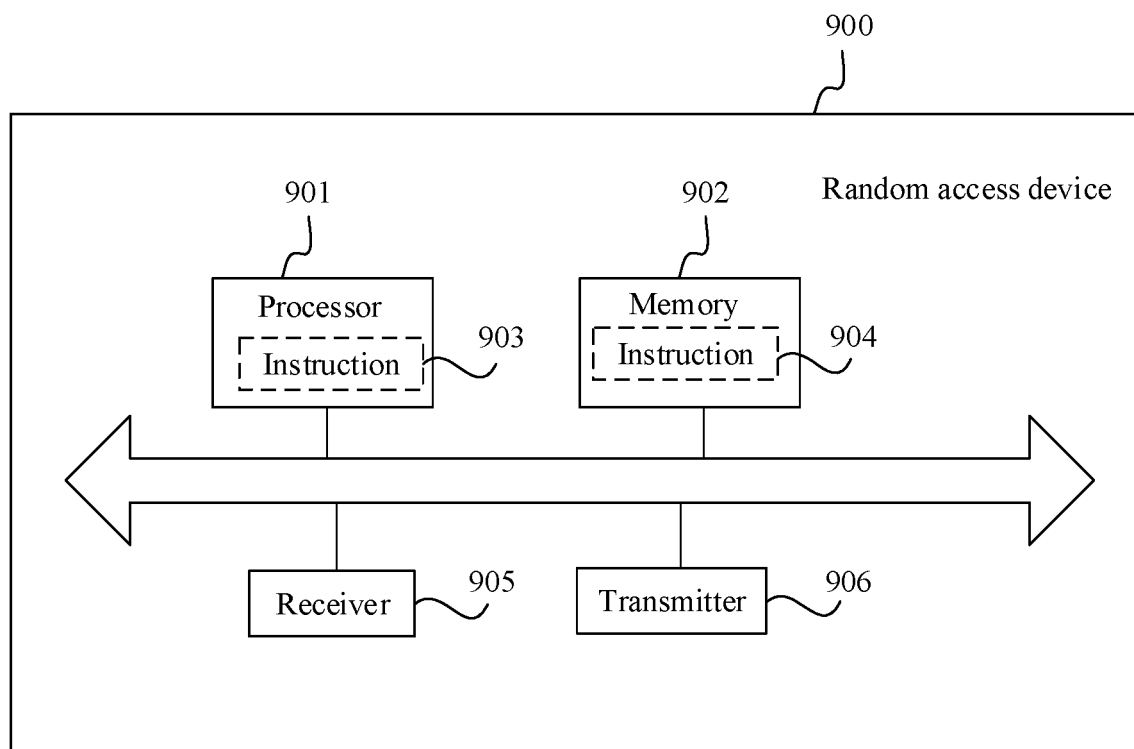 900
Random access device
901
902
Processor
Memory
Instruction
903
Instruction
904
Receiver
905
Transmitter
906